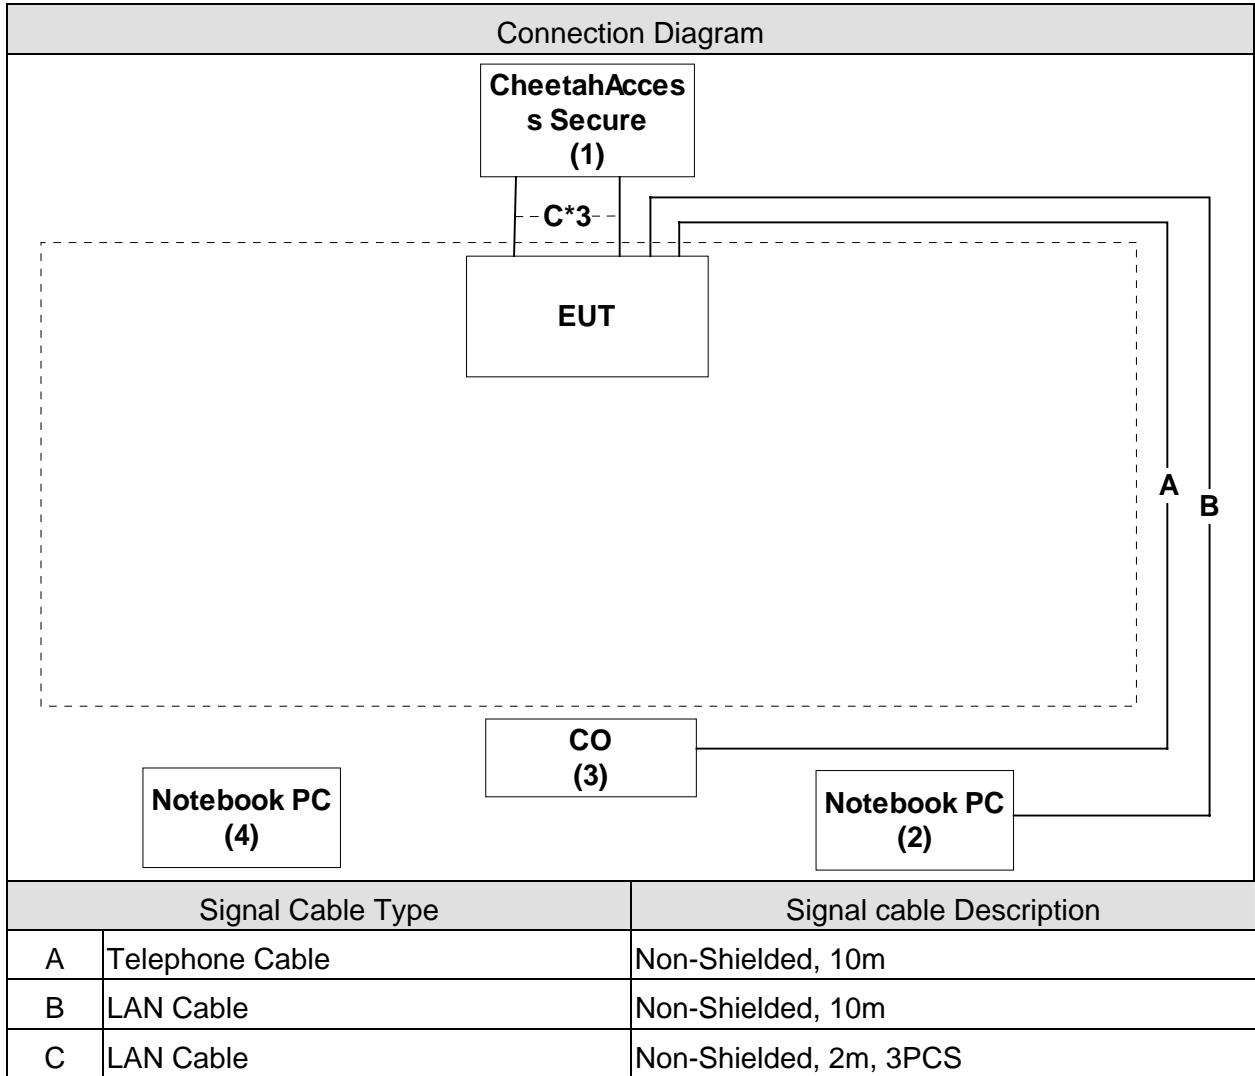 Connection Diagram
CheetahAcces
s Secure
(1)
C*3
EUT
A
B
CO
(3)
Notebook PC
(4)
Notebook PC
(2)
Signal Cable Type Signal cable Description
A Telephone Cable Non-Shielded, 10m
B LAN Cable Non-Shielded, 10m
C LAN Cable Non-Shielded, 2m, 3PCS